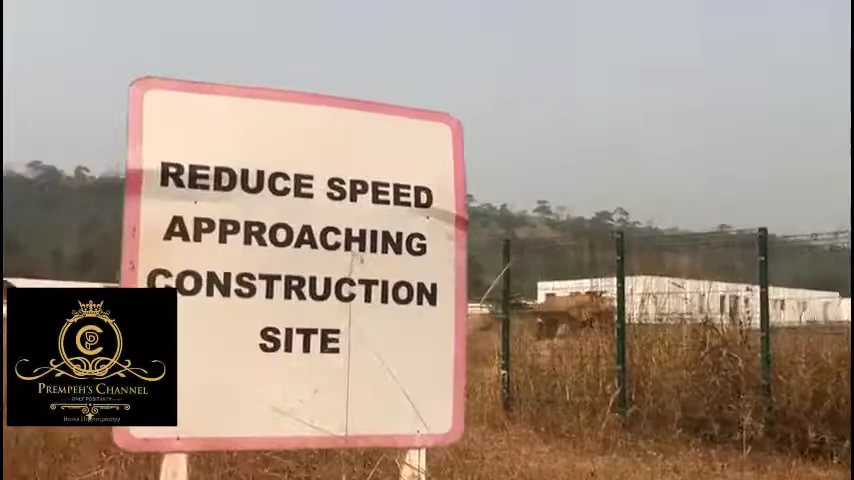 REDUCE SPEED
APPROACHING
CONSTRUCTION
SITE
PREMPEH'S CHANNEL
ONLY POSITIVITY